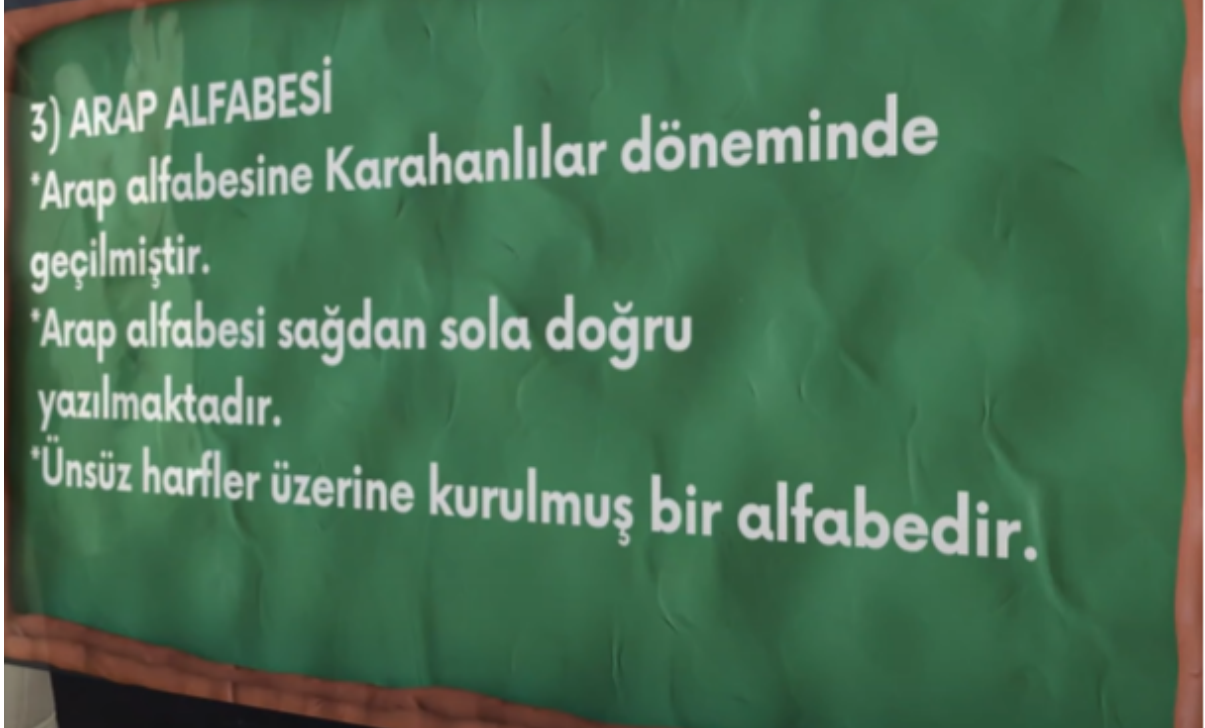 3) ARAP ALFABESİ
*Arap alfabesine Karahanlılar döneminde
geçilmiştir.
*Arap alfabesi sağdan sola doğru
yazılmaktadır.
*Ünsüz harfler üzerine kurulmuş bir alfabedir.